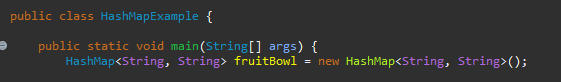 public class HashMapExample {
public static void main(String[] args) {
HashMap<String, String> fruitBowl = new HashMap<String, String>();